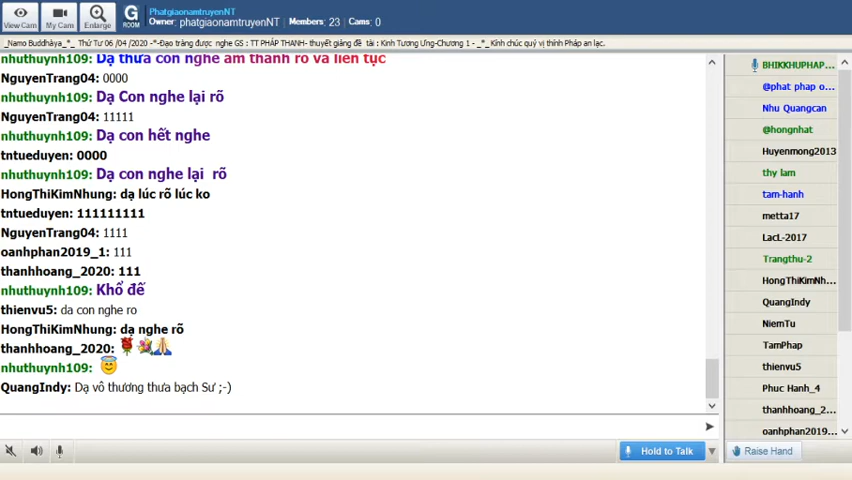 PhatgiaonamtruyenNT
Owner: phatgiaonamtruyenNT Members: 23 Cams: 0
View Cam
My Cam
Enlarge
G
ROOM
_Namo Buddhàya_*_ Thứ Tư 06 /04 /2020 -*-Đạo tràng được nghe GS : TT PHÁP THANH- thuyết giảng đề tài : Kinh Tương Ưng-Chương 1 - _*_Kính chúc quý vị thính Pháp an lạc.
nhuthuynh109: Dạ thưa con nghe âm thanh rõ và liên tục
NguyenTrang04: 0000
nhuthuynh109: Dạ Con nghe lại rõ
NguyenTrang04: 11111
nhuthuynh109: Dạ con hết nghe
tntueduyen: 0000
nhuthuynh109: Dạ con nghe lại rõ
HongThiKimNhung: dạ lúc rõ lúc ko
tntueduyen: 111111111
NguyenTrang04: 1111
oanhphan2019_1: 111
thanhhoang_2020: 111
nhuthuynh109: Khổ đế
thienvu5: da con nghe ro
HongThiKimNhung: dạ nghe rõ
thanhhoang_2020:
nhuthuynh109:
QuangIndy: Dạ vô thương thưa bạch Sư ;-)
Hold to Talk
BHIKKHUPHAP...
@phat phap o...
Nhu Quangcan
@hongnhat
Huyenmong2013
thy lam
tam-hanh
metta17
LacL-2017
Trangthu-2
HongThiKimNh...
QuangIndy
NiemTu
TamPhap
thienvu5
Phuc Hanh_4
thanhhoang_2...
oanhphan2019...
Raise Hand